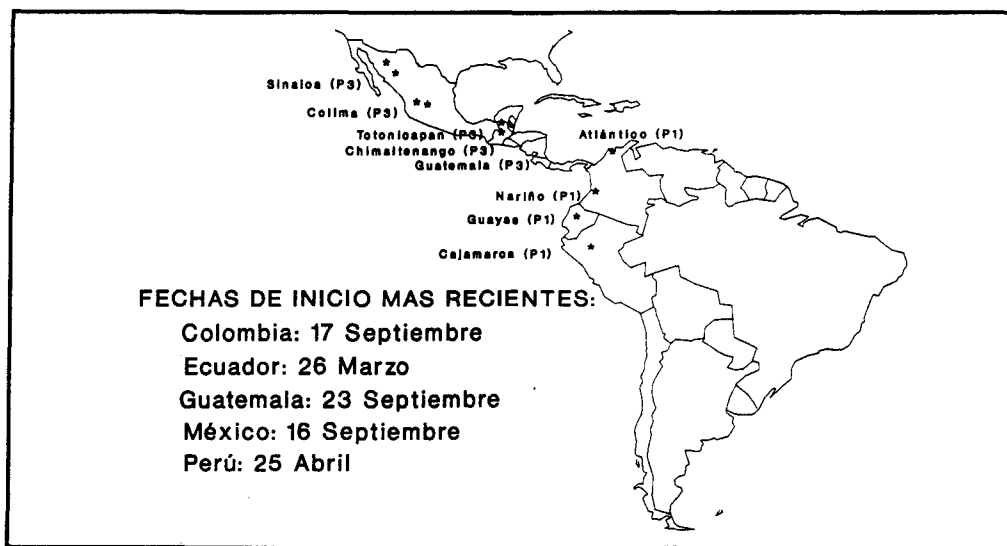 Sinaloa (P3)
Colima (P3)
Totonicapan (P3)
Chimaltenango (P3)
Guatemala (P3)
Atlántico (P1)
Nariño (P1)
Guayas (P1)
Cajamarca (P1)
FECHAS DE INICIO MAS RECIENTES:
Colombia: 17 Septiembre
Ecuador: 26 Marzo
Guatemala: 23 Septiembre
México: 16 Septiembre
Perú: 25 Abril